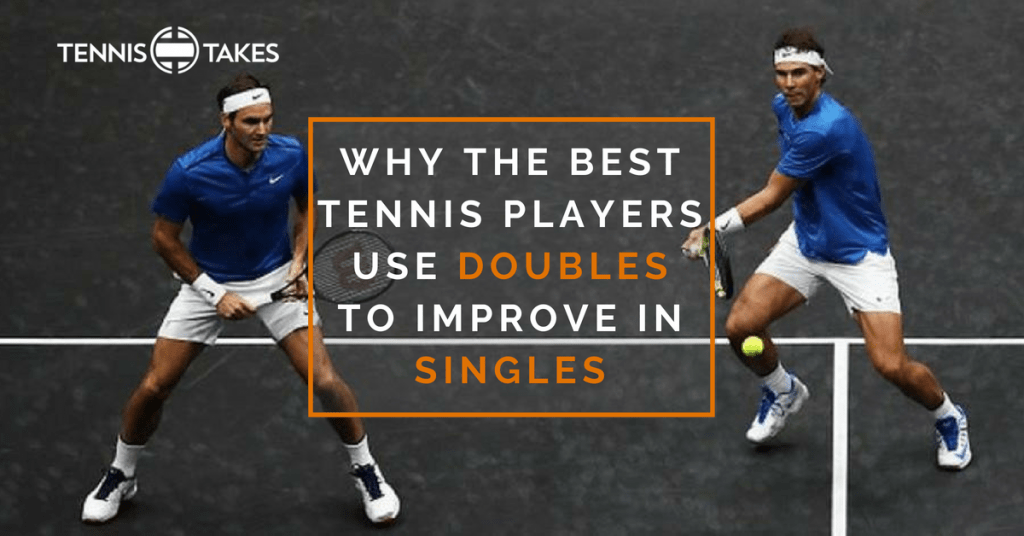 TENNIS TAKES
WHY THE BEST
TENNIS PLAYERS
USE DOUBLES
TO IMPROVE IN
SINGLES